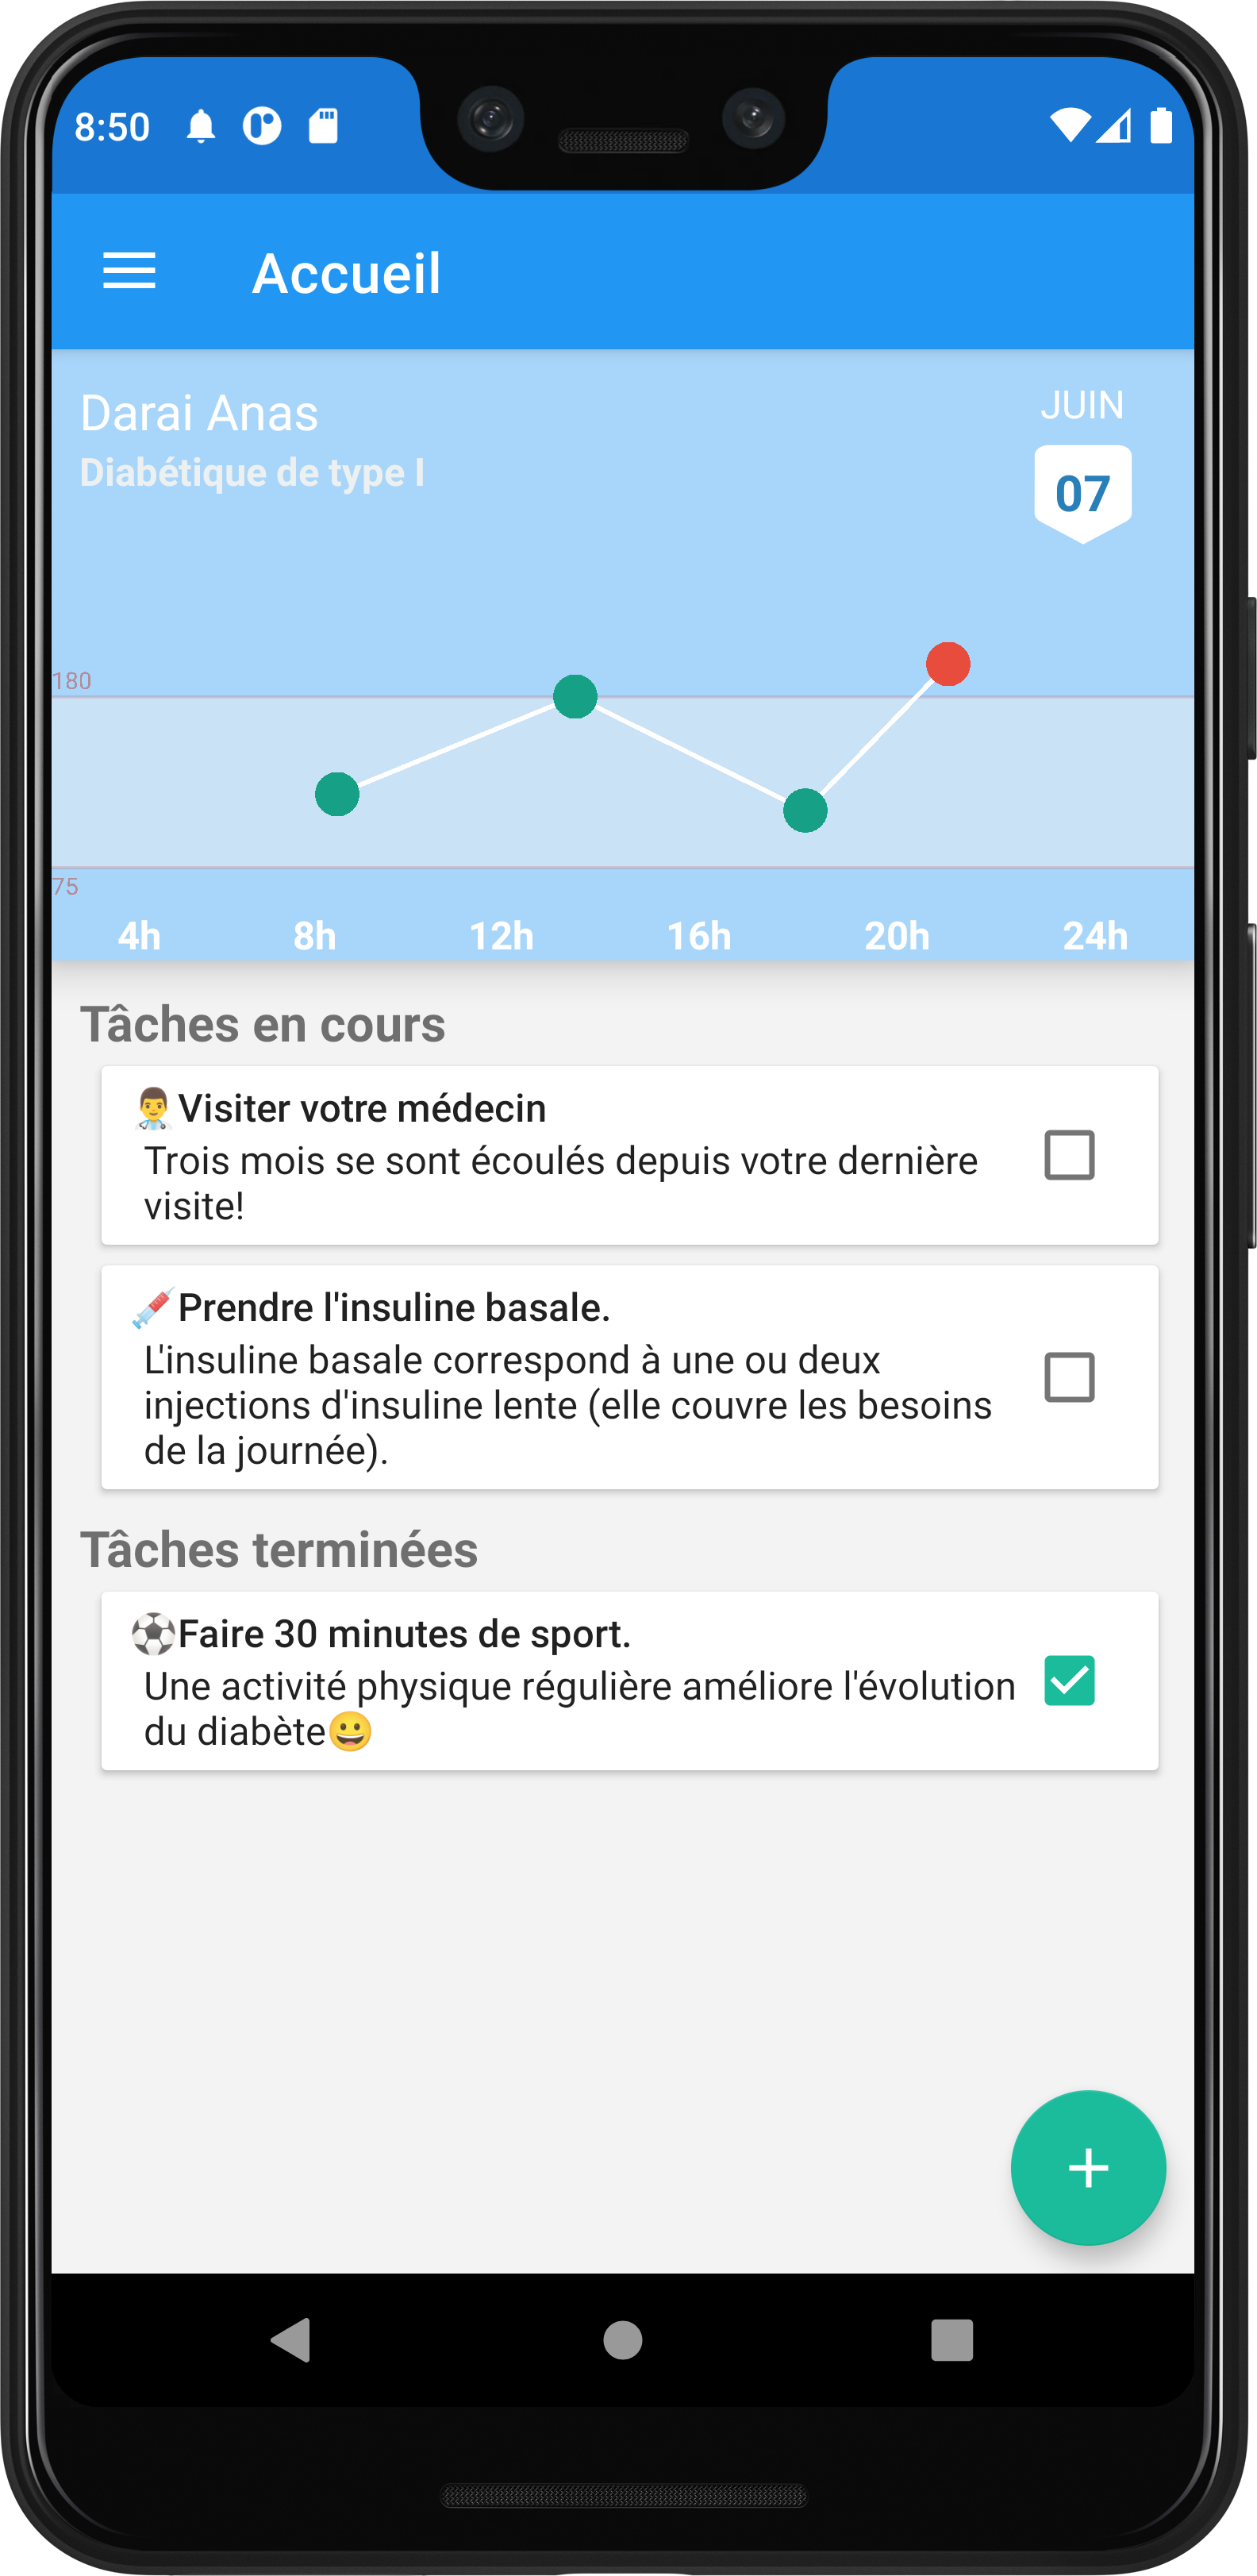 8:50
Accueil
Darai Anas
JUIN
Diabétique de type I
07
180
75
4h 8h 12h 16h 20h 24h
Tâches en cours
👨‍⚕️Visiter votre médecin
Trois mois se sont écoulés depuis votre dernière
visite!
💉Prendre l'insuline basale.
L'insuline basale correspond à une ou deux
injections d'insuline lente (elle couvre les besoins
de la journée).
Tâches terminées
⚽Faire 30 minutes de sport.
Une activité physique régulière améliore l'évolution
du diabète😀
+